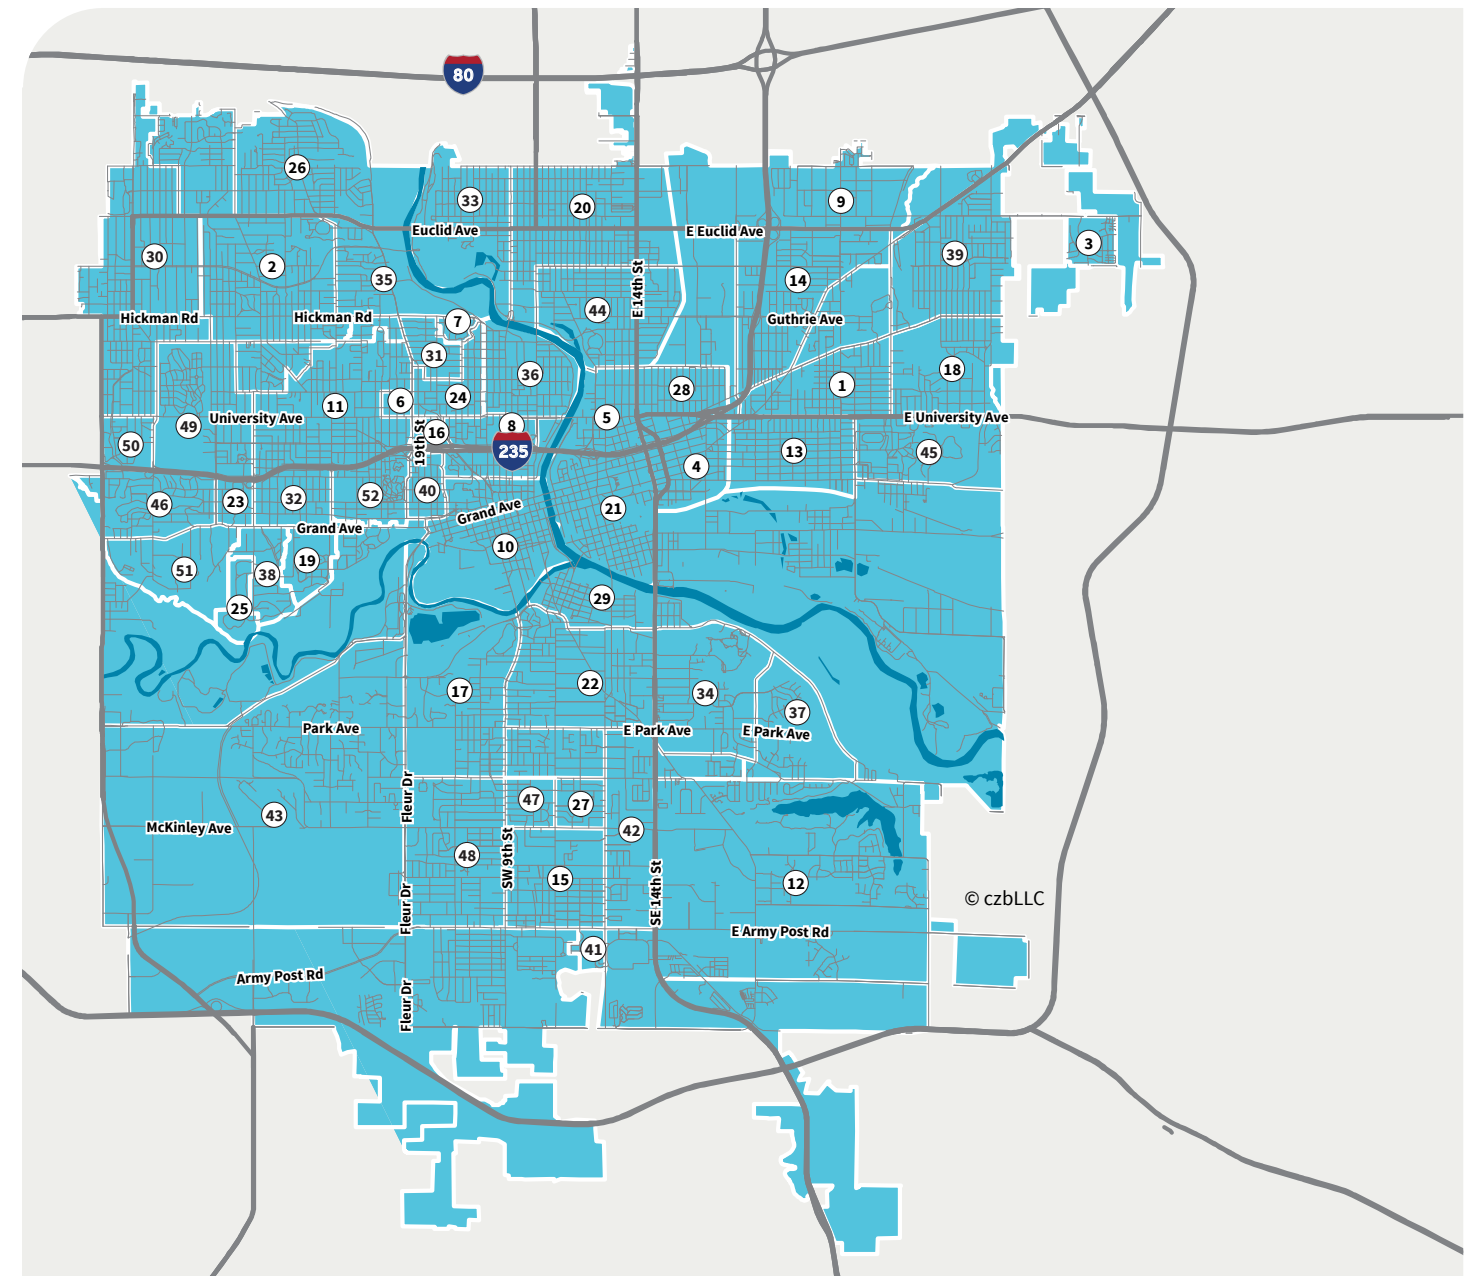 80
26
33
20
9
Euclid Ave
E Euclid Ave
3
30
2
35
39
14
E 14th St
44
Hickman Rd
Hickman Rd
7
Guthrie Ave
31
36
18
28
1
6
24
11
University Ave
5
E University Ave
49
8
16
19th St
50
235
13
45
4
46
23
32
52
40
21
Grand Ave
Grand Ave
10
19
51
38
25
29
22
17
34
37
Park Ave
E Park Ave
E Park Ave
Fleur Dr
47
27
43
McKinley Ave
42
48
SW 9th St
15
12
SE 14th St
© czbLLC
Fleur Dr
E Army Post Rd
41
Army Post Rd
Fleur Dr